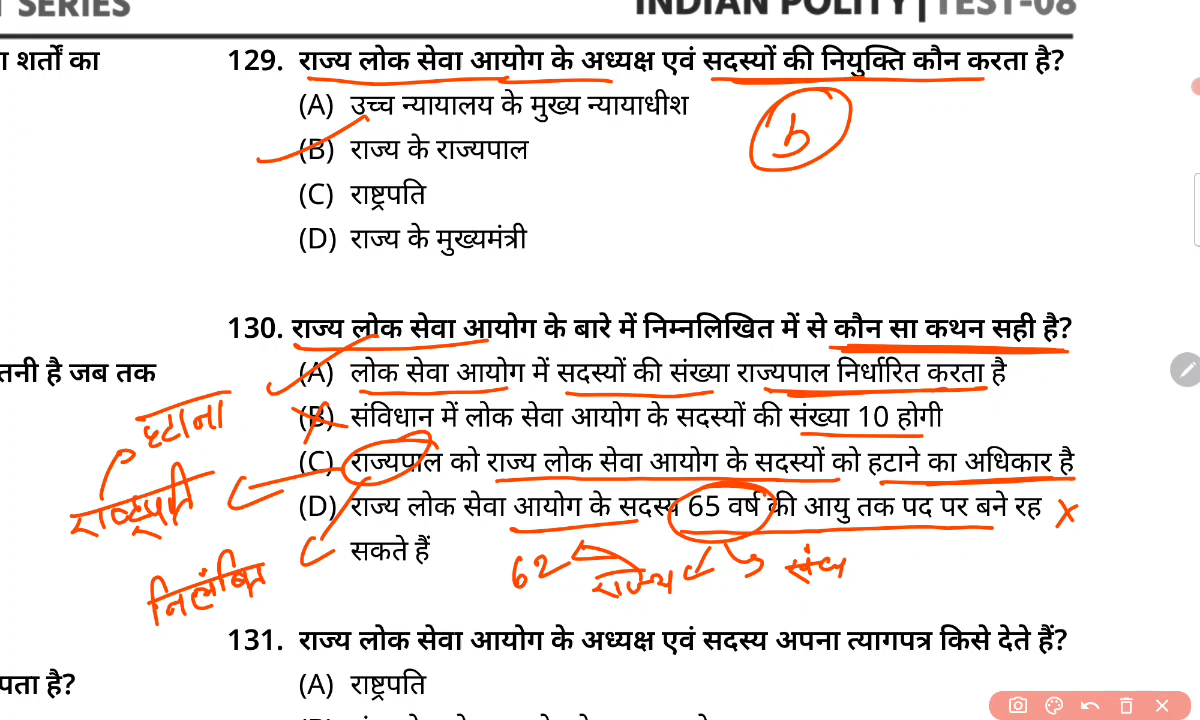 SERIES
INDIAN POLITY | TEST-08
शर्तों का
129. राज्य लोक सेवा आयोग के अध्यक्ष एवं सदस्यों की नियुक्ति कौन करता है?
(A) उच्च न्यायालय के मुख्य न्यायाधीश
(B) राज्य के राज्यपाल
b
(C) राष्ट्रपति
(D) राज्य के मुख्यमंत्री
130. राज्य लोक सेवा आयोग के बारे में निम्नलिखित में से कौन सा कथन सही है?
तनी है जब तक
(A) लोक सेवा आयोग में सदस्यों की संख्या राज्यपाल निर्धारित करता है
हटाना
(B) संविधान में लोक सेवा आयोग के सदस्यों की संख्या 10 होगी
(C) राज्यपाल को राज्य लोक सेवा आयोग के सदस्यों को हटाने का अधिकार है
राष्ट्रपति
(D) राज्य लोक सेवा आयोग के सदस्य 65 वर्ष की आयु तक पद पर बने रह
सकते हैं
निलंबित
62 राज्य संघ
131. राज्य लोक सेवा आयोग के अध्यक्ष एवं सदस्य अपना त्यागपत्र किसे देते हैं?
पता है?
(A) राष्ट्रपति